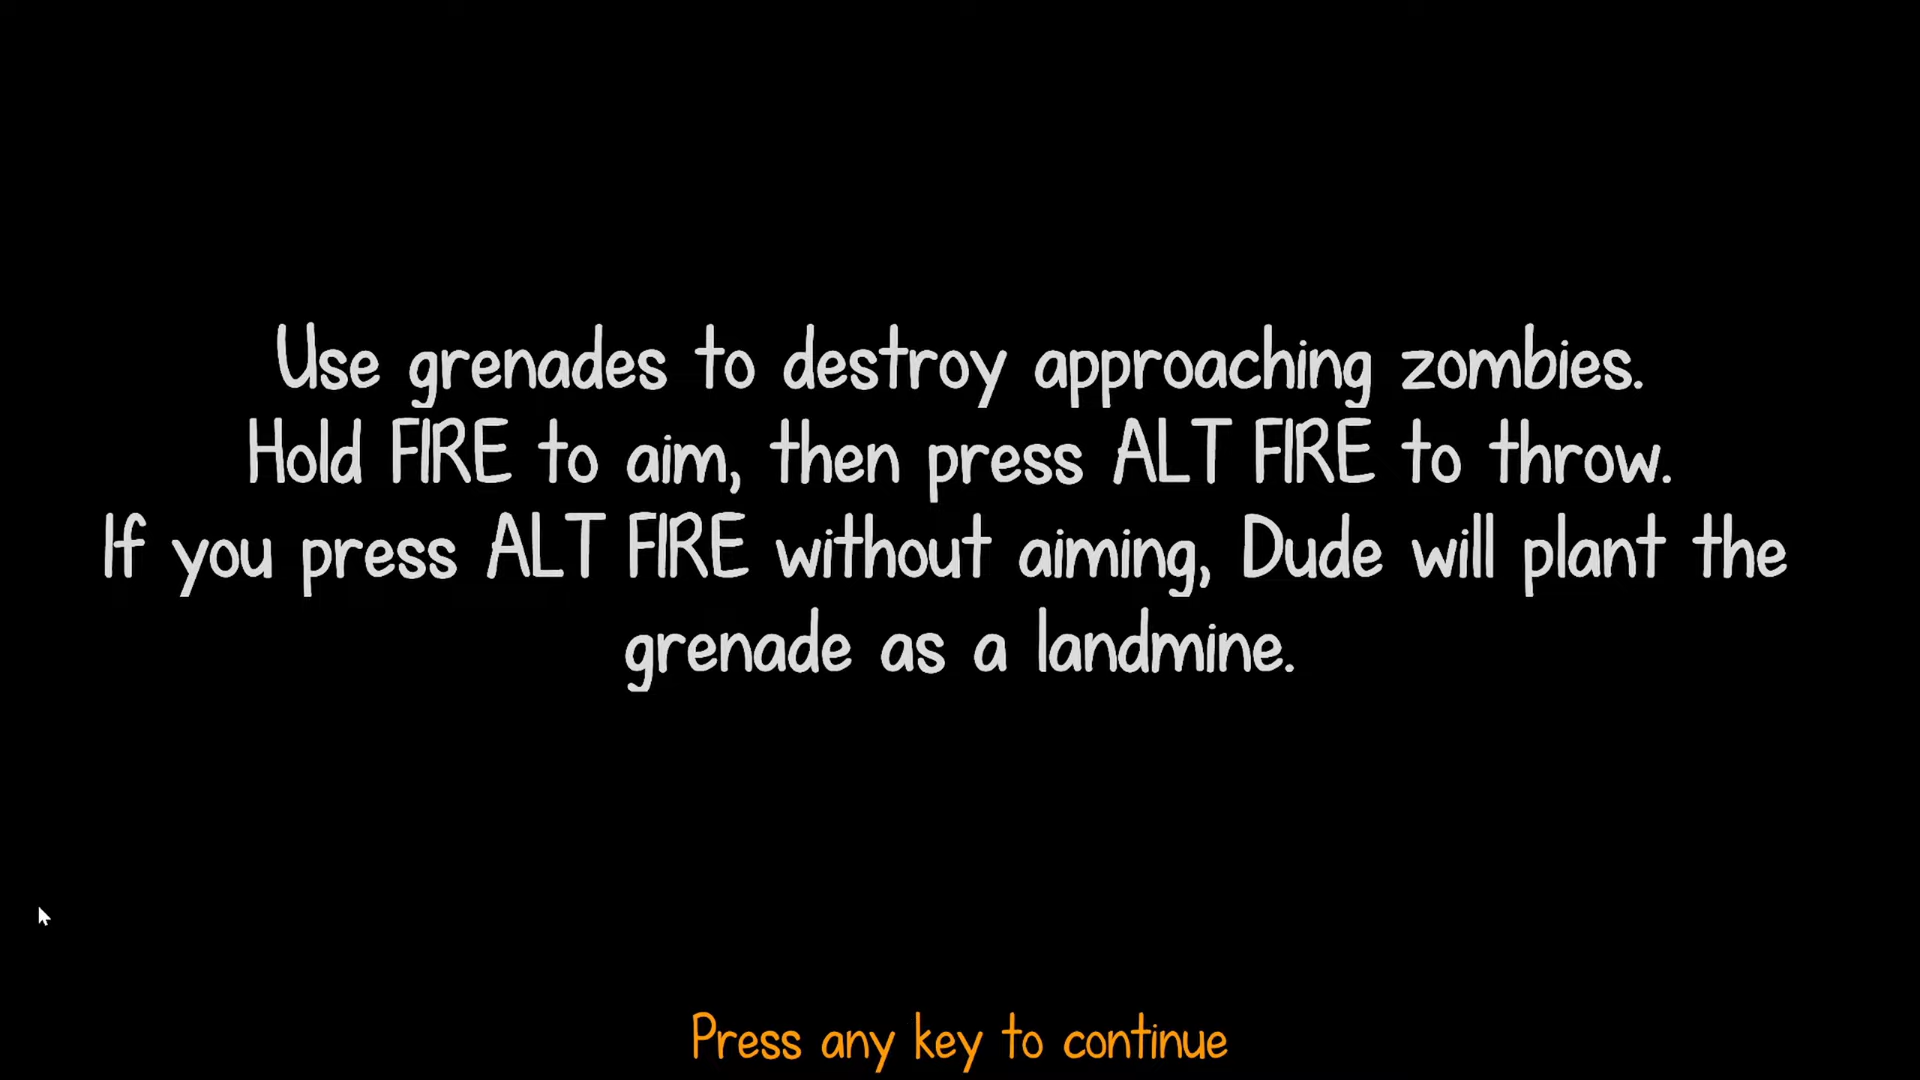 Use grenades to destroy approaching zombies.
Hold FIRE to aim, then press ALT FIRE to throw.
If you press ALT FIRE without aiming, Dude will plant the
grenade as a landmine.
Press any key to continue